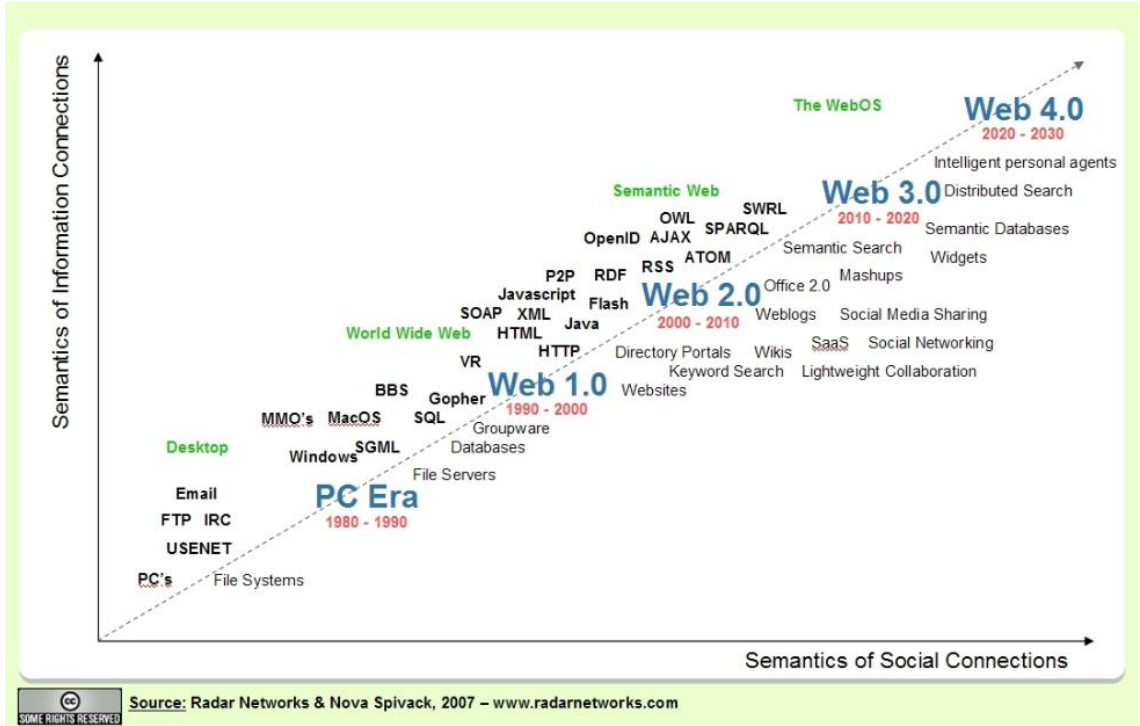 Semantics of Information Connections
The WebOS
Web 4.0
2020 - 2030
Intelligent personal agents
Semantic Web
Web 3.0
Distributed Search
2010 - 2020
SWRL
OWL
SPARQL
Semantic Databases
OpenID
AJAX
Semantic Search
ATOM
Widgets
P2P
RDF
RSS
Mashups
Office 2.0
Javascript
Flash
Web 2.0
2000 - 2010
Weblogs
Social Media Sharing
SOAP
XML
Java
World Wide Web
HTML
SaaS
Social Networking
HTTP
Directory Portals
Wikis
VR
Keyword Search
Lightweight Collaboration
Web 1.0
1990 - 2000
Websites
BBS
Gopher
MMO's
MacOS
SQL
Groupware
Desktop
SGML
Databases
Windows
File Servers
Email
PC Era
1980 - 1990
FTP
IRC
USENET
PC's
File Systems
Semantics of Social Connections
cc
SOME RIGHTS RESERVED
Source: Radar Networks & Nova Spivack, 2007 – www.radarnetworks.com